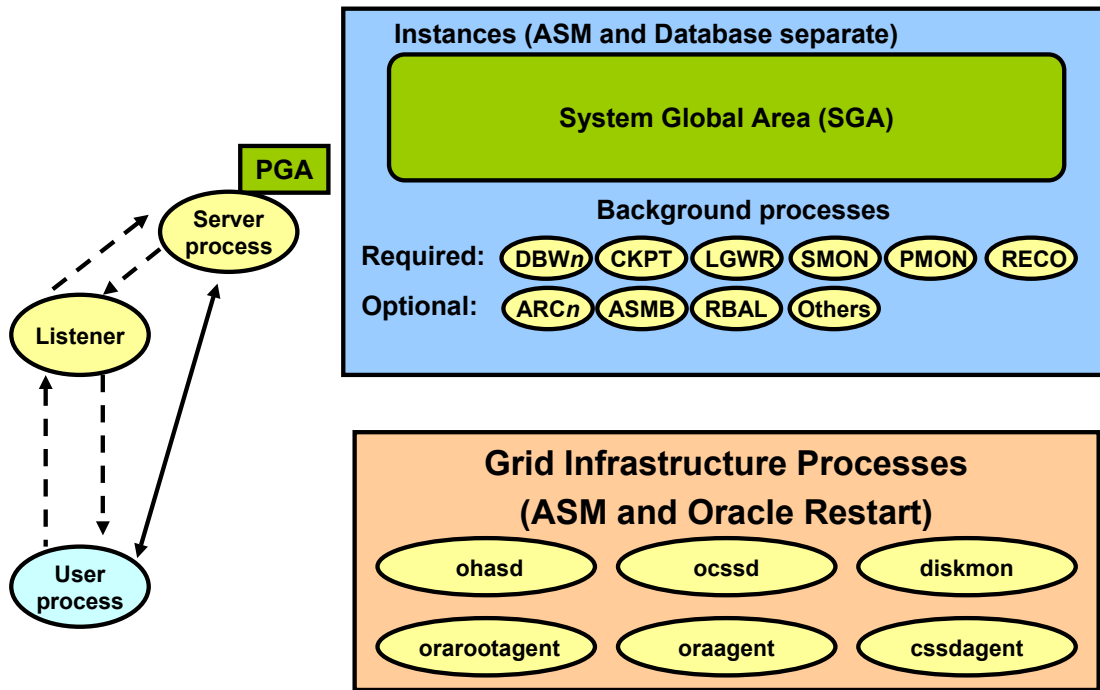 Instances (ASM and Database separate)
System Global Area (SGA)
PGA
Server
process
Background processes
Required: DBWn CKPT LGWR SMON PMON RECO
Optional: ARCn ASMB RBAL Others
Listener
User
process
Grid Infrastructure Processes
(ASM and Oracle Restart)
ohasd ocssd diskmon
orarootagent oraagent cssdagent